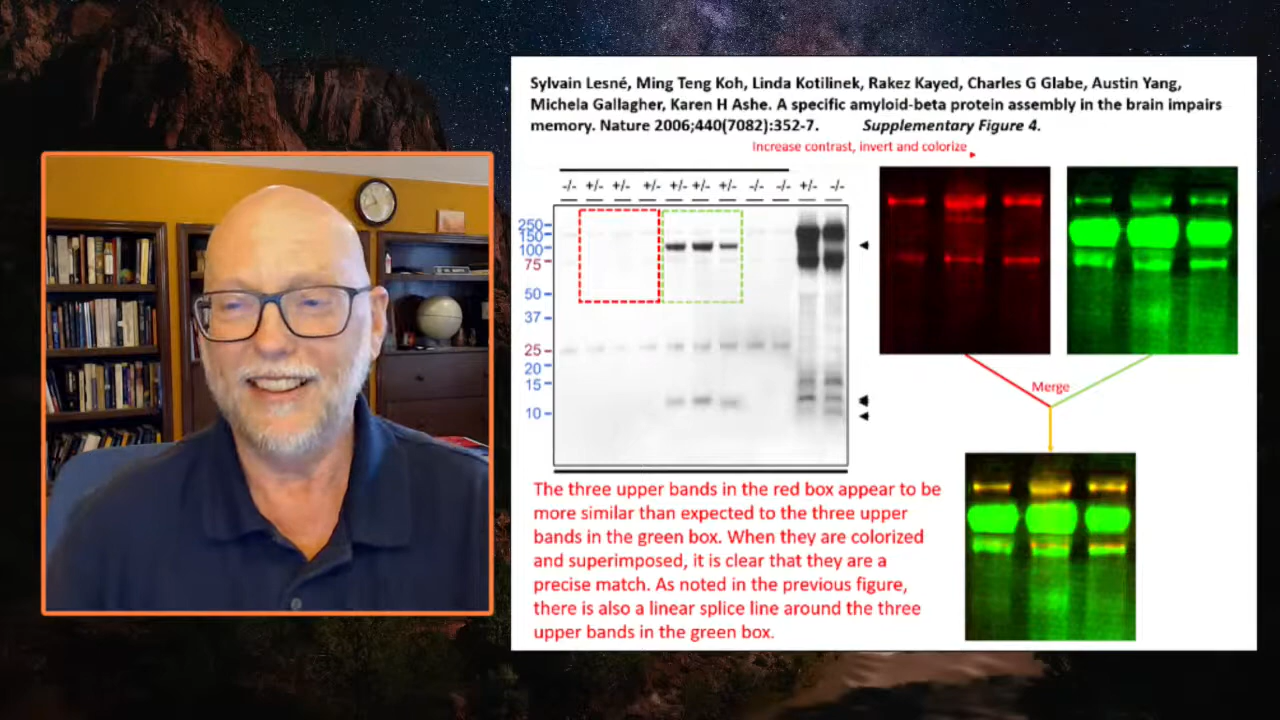 Sylvain Lesné, Ming Teng Koh, Linda Kotilinek, Rakez Kayed, Charles G Glabe, Austin Yang,
Michela Gallagher, Karen H Ashe. A specific amyloid-beta protein assembly in the brain impairs
memory. Nature 2006;440(7082):352-7. Supplementary Figure 4.
Increase contrast, invert and colorize
-/- +/- -/- -/- +/- +/- +/- -/- -/- +/- -/-
250
150
100
75
50
37
25
20
15
10
Merge
The three upper bands in the red box appear to be
more similar than expected to the three upper
bands in the green box. When they are colorized
and superimposed, it is clear that they are a
precise match. As noted in the previous figure,
there is also a linear splice line around the three
upper bands in the green box.